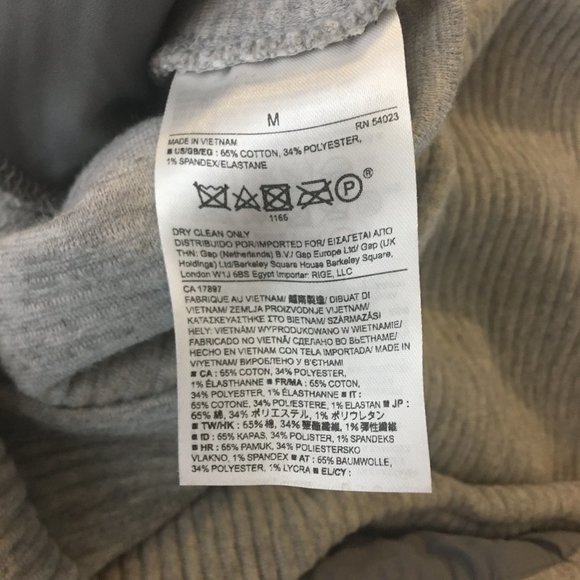 M
RN 54023
MADE IN VIETNAM
■ US/GB/EG : 65% COTTON, 34% POLYESTER,
1% SPANDEX/ELASTANE
P ®
1166
DRY CLEAN ONLY
DISTRIBUIDO POR/IMPORTED FOR/ ΕΙΣΑΓΕΤΑΙ ΑΠΟ
ΤΗΝ: Gap (Netherlands) B.V./ Gap Europe Ltd/ Gap (UK
Holdings) Ltd/Berkeley Square House Berkeley Square,
London W1J 6BS Egypt Importer: RIGE, LLC
CA 17897
FABRIQUE AU VIETNAM/ 越南製造/ DIBUAT DI
VIETNAM/ ZEMLJA PROIZVODNJE VIJETNAM/
ΚΑΤΑΣΚΕΥΑΣΤΗΚΕ ΣΤΟ ΒΙΕΤΝΑΜ/ SZÁRMAZÁSI
HELY: VIETNÁM/ WYPRODUKOWANO W WIETNAMIE/
FABRICADO NO VIETNÃ/ СДЕЛАНО ВО ВЬЕТНАМЕ/
HECHO EN VIETNAM CON TELA IMPORTADA/ MADE IN
VIYETNAM/ ВИРОБЛЕНО У В'ЄТНАМІ
■ CA : 65% COTON, 34% POLYESTER,
1% ÉLASTHANNE ■ FR/MA : 65% COTON,
34% POLYESTER, 1% ÉLASTHANNE ■ IT :
65% COTONE, 34% POLIESTERE, 1% ELASTAN ■ JP :
65% 綿, 34% ポリエステル, 1% ポリウレタン
■ TW/HK : 65% 棉, 34% 聚酯纖維, 1% 彈性纖維
■ ID : 65% KAPAS, 34% POLISTER, 1% SPANDEKS
■ HR : 65% PAMUK, 34% POLIESTERSKO
VLAKNO, 1% SPANDEX ■ AT : 65% BAUMWOLLE,
34% POLYESTER, 1% LYCRA ■ EL/CY :